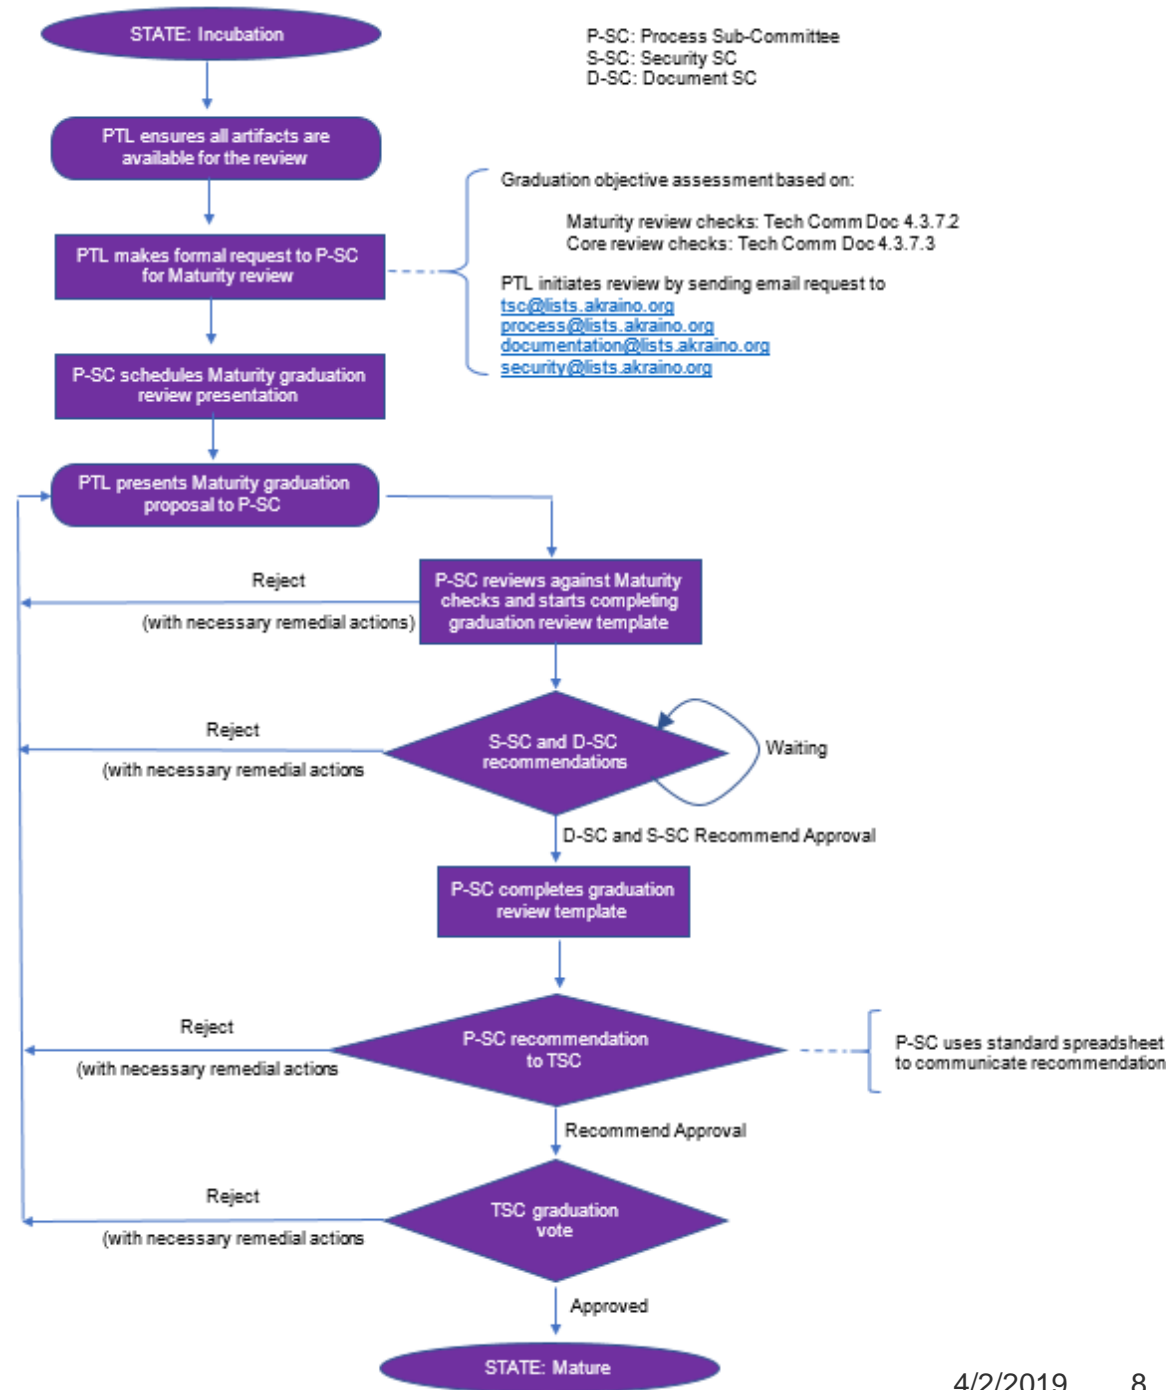 STATE: Incubation
P-SC: Process Sub-Committee
S-SC: Security SC
D-SC: Document SC
PTL ensures all artifacts are
available for the review
Graduation objective assessment based on:
Maturity review checks: Tech Comm Doc 4.3.7.2
Core review checks: Tech Comm Doc 4.3.7.3
PTL makes formal request to P-SC
for Maturity review
PTL initiates review by sending email request to
tsc@lists.akraino.org
process@lists.akraino.org
documentation@lists.akraino.org
security@lists.akraino.org
P-SC schedules Maturity graduation
review presentation
PTL presents Maturity graduation
proposal to P-SC
Reject
(with necessary remedial actions)
P-SC reviews against Maturity
checks and starts completing
graduation review template
Reject
(with necessary remedial actions
S-SC and D-SC
recommendations
Waiting
D-SC and S-SC Recommend Approval
P-SC completes graduation
review template
Reject
(with necessary remedial actions
P-SC recommendation
to TSC
P-SC uses standard spreadsheet
to communicate recommendation
Recommend Approval
Reject
(with necessary remedial actions
TSC graduation
vote
Approved
STATE: Mature
4/2/2019 8